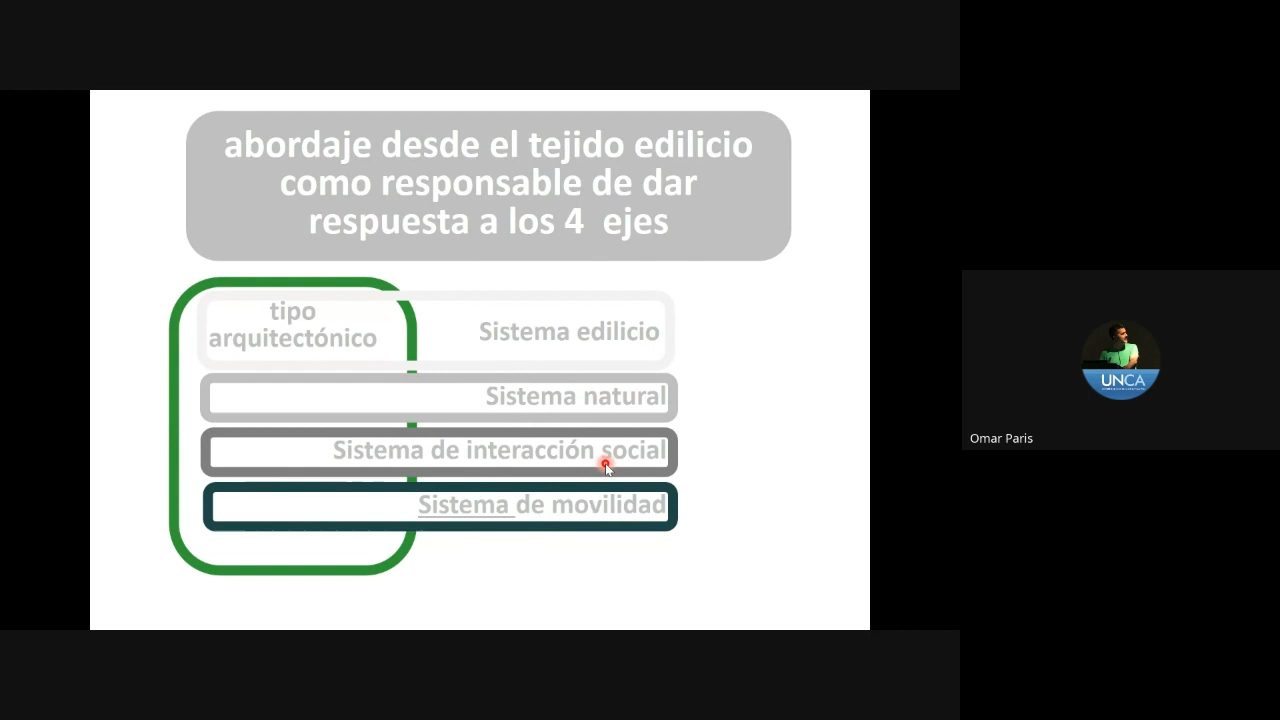 abordaje desde el tejido edilicio
como responsable de dar
respuesta a los 4 ejes
tipo
arquitectónico
Sistema edilicio
Sistema natural
Sistema de interacción social
Sistema de movilidad
UNCA
Omar Paris